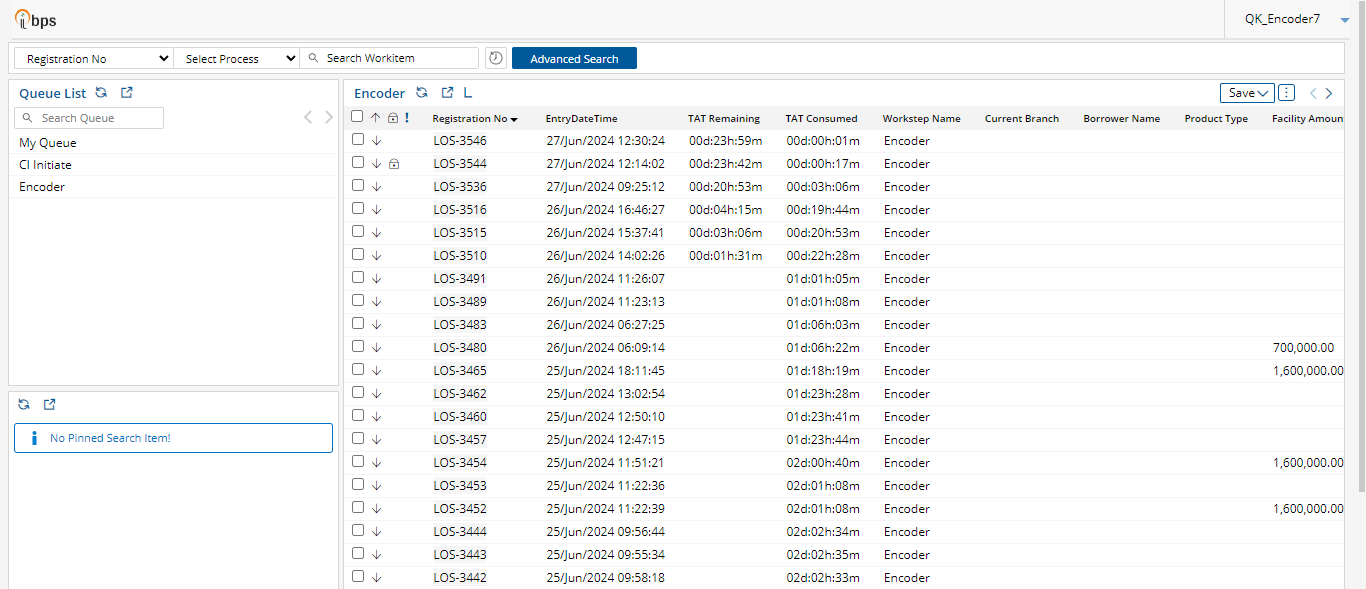 ibps
QK_Encoder7
Registration No Select Process Search Workitem Advanced Search
Queue List
Search Queue
My Queue
CI Initiate
Encoder
No Pinned Search Item!
Encoder L Save
! Registration No EntryDateTime TAT Remaining TAT Consumed Workstep Name Current Branch Borrower Name Product Type Facility Amoun
LOS-3546 27/Jun/2024 12:30:24 00d:23h:59m 00d:00h:01m Encoder
LOS-3544 27/Jun/2024 12:14:02 00d:23h:42m 00d:00h:17m Encoder
LOS-3536 27/Jun/2024 09:25:12 00d:20h:53m 00d:03h:06m Encoder
LOS-3516 26/Jun/2024 16:46:27 00d:04h:15m 00d:19h:44m Encoder
LOS-3515 26/Jun/2024 15:37:41 00d:03h:06m 00d:20h:53m Encoder
LOS-3510 26/Jun/2024 14:02:26 00d:01h:31m 00d:22h:28m Encoder
LOS-3491 26/Jun/2024 11:26:07 01d:01h:05m Encoder
LOS-3489 26/Jun/2024 11:23:13 01d:01h:08m Encoder
LOS-3483 26/Jun/2024 06:27:25 01d:06h:03m Encoder
LOS-3480 26/Jun/2024 06:09:14 01d:06h:22m Encoder 700,000.00
LOS-3465 25/Jun/2024 18:11:45 01d:18h:19m Encoder 1,600,000.00
LOS-3462 25/Jun/2024 13:02:54 01d:23h:28m Encoder
LOS-3460 25/Jun/2024 12:50:10 01d:23h:41m Encoder
LOS-3457 25/Jun/2024 12:47:15 01d:23h:44m Encoder
LOS-3454 25/Jun/2024 11:51:21 02d:00h:40m Encoder 1,600,000.00
LOS-3453 25/Jun/2024 11:22:36 02d:01h:08m Encoder
LOS-3452 25/Jun/2024 11:22:39 02d:01h:08m Encoder 1,600,000.00
LOS-3444 25/Jun/2024 09:56:44 02d:02h:34m Encoder
LOS-3443 25/Jun/2024 09:55:34 02d:02h:35m Encoder
LOS-3442 25/Jun/2024 09:58:18 02d:02h:33m Encoder